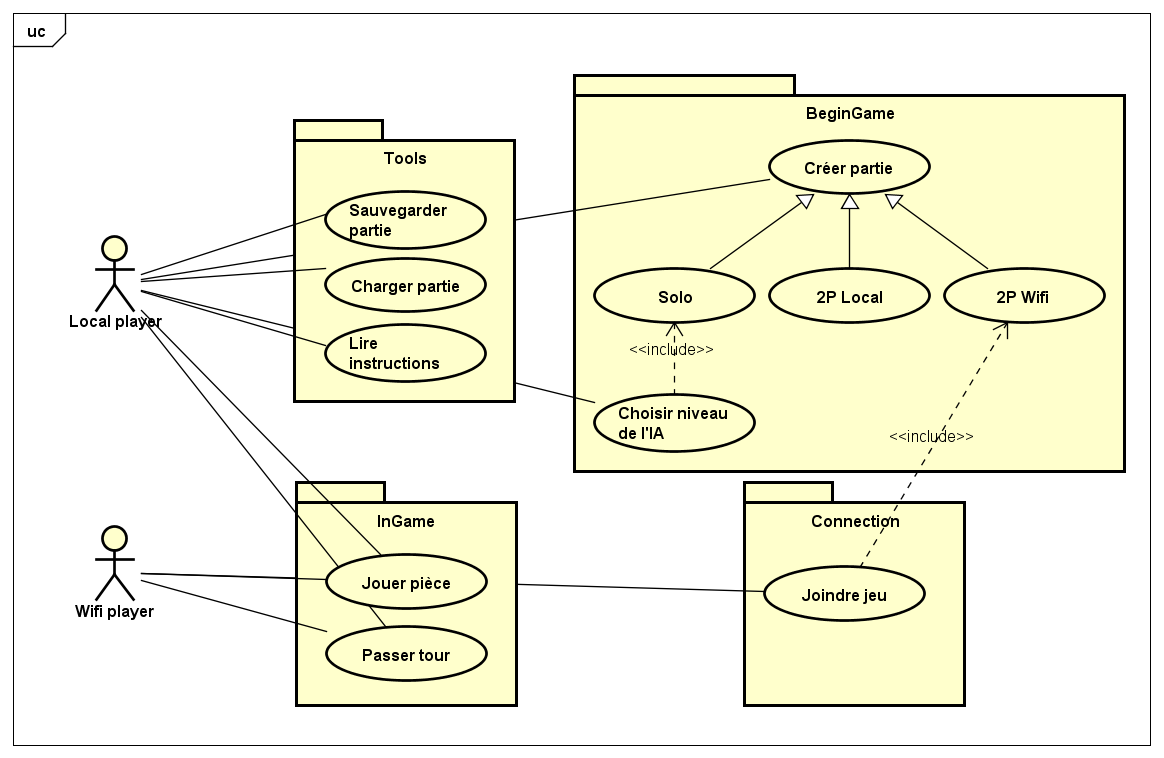 uc
BeginGame
Créer partie
Solo
2P Local
2P Wifi
<<include>>
Choisir niveau
de l'IA
<<include>>
Tools
Sauvegarder
partie
Charger partie
Lire
instructions
Local player
InGame
Jouer pièce
Passer tour
Wifi player
Connection
Joindre jeu